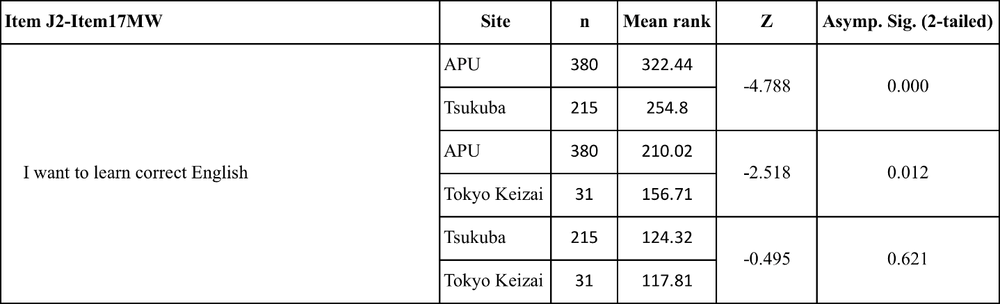 Item J2-Item17MW Site n Mean rank Z Asymp. Sig. (2-tailed)
I want to learn correct English
APU 380 322.44 -4.788 0.000
Tsukuba 215 254.8
APU 380 210.02 -2.518 0.012
Tokyo Keizai 31 156.71
Tsukuba 215 124.32 -0.495 0.621
Tokyo Keizai 31 117.81